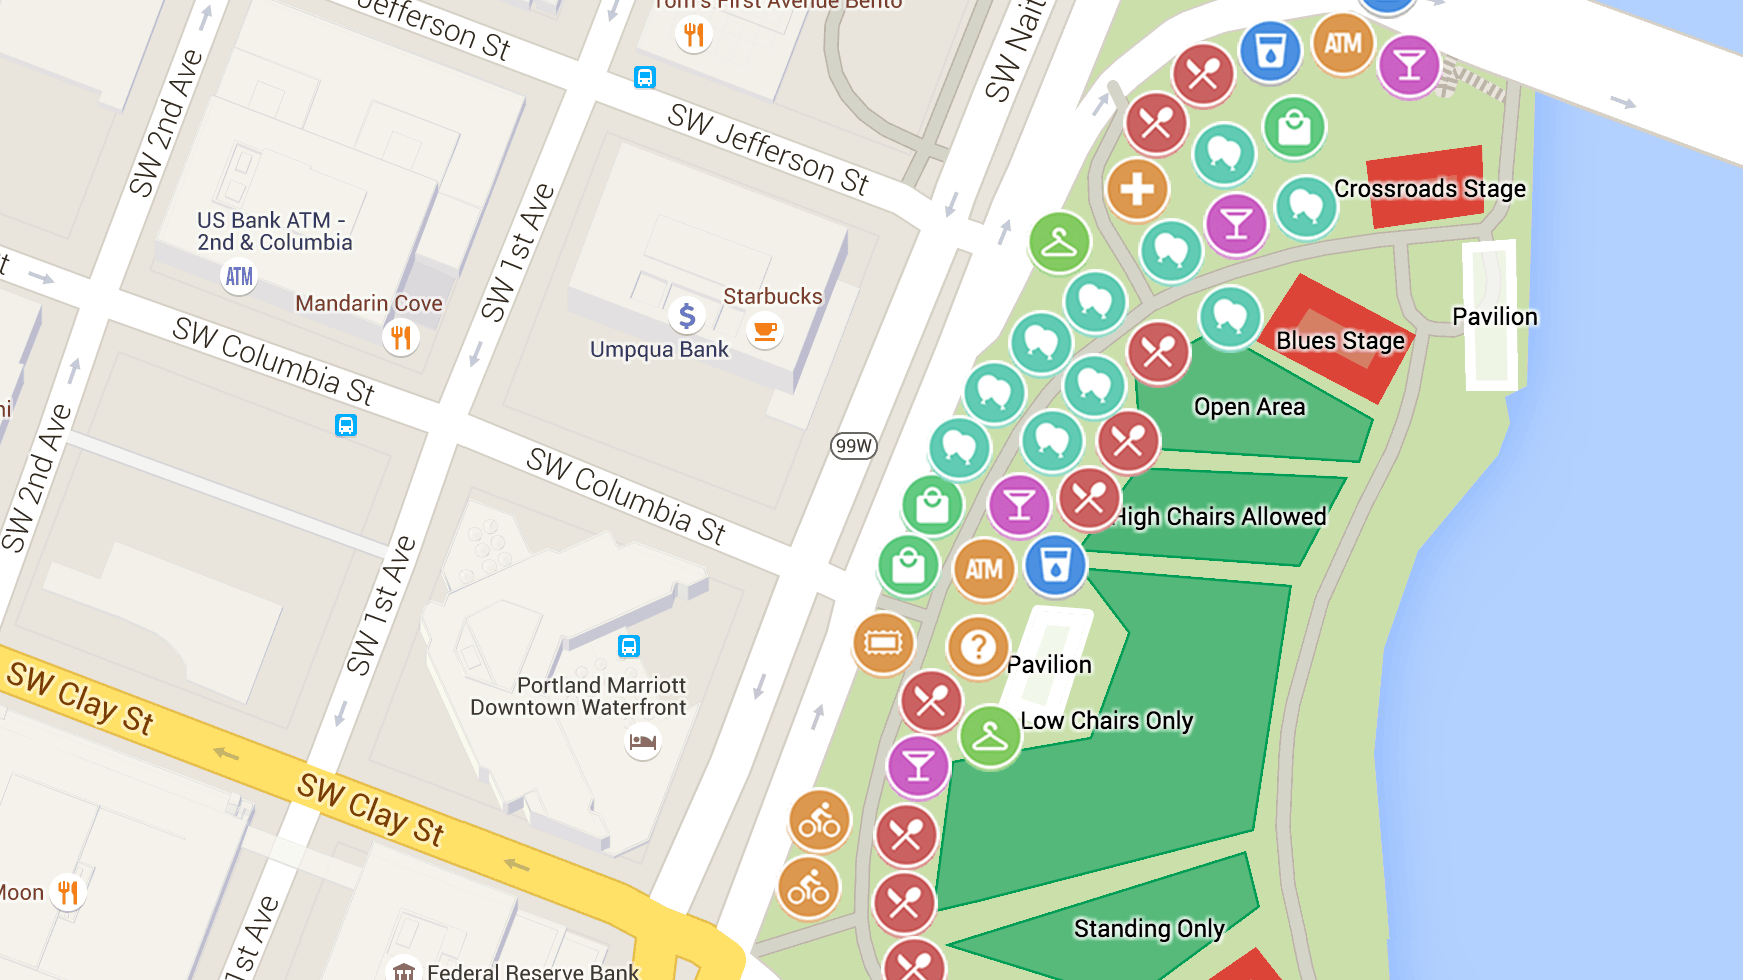 Jefferson St
Tom's First Avenue Bento
SW Nait
SW 2nd Ave
SW Jefferson St
ATM
Crossroads Stage
US Bank ATM -
2nd & Columbia
ATM
SW 1st Ave
Mandarin Cove
Starbucks
$
Umpqua Bank
Pavilion
Blues Stage
SW Columbia St
Open Area
SW 2nd Ave
99W
SW Columbia St
High Chairs Allowed
ATM
SW 1st Ave
?
Pavilion
SW Clay St
Portland Marriott
Downtown Waterfront
Low Chairs Only
SW Clay St
Moon
1st Ave
Standing Only
Federal Reserve Bank